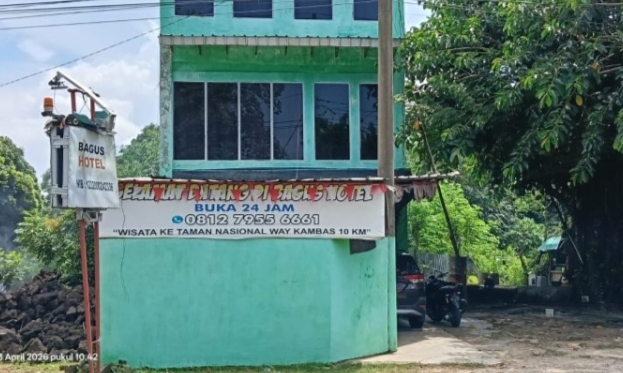 BAGUS
HOTEL
SELAMAT DATANG DI BAGUS HOTEL
BUKA 24 JAM
0812 7955 6661
"WISATA KE TAMAN NASIONAL WAY KAMBAS 10 KM"
April 2026 pukul 10:42